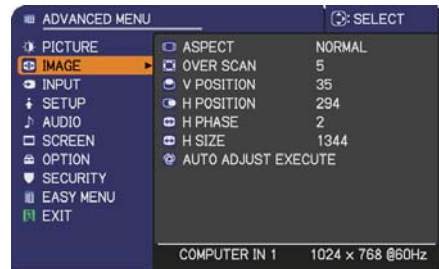 ADVANCED MENU : SELECT
PICTURE
IMAGE
INPUT
SETUP
AUDIO
SCREEN
OPTION
SECURITY
EASY MENU
EXIT
ASPECT NORMAL
OVER SCAN 5
V POSITION 35
H POSITION 294
H PHASE 2
H SIZE 1344
AUTO ADJUST EXECUTE
COMPUTER IN 1 1024 x 768 @60Hz